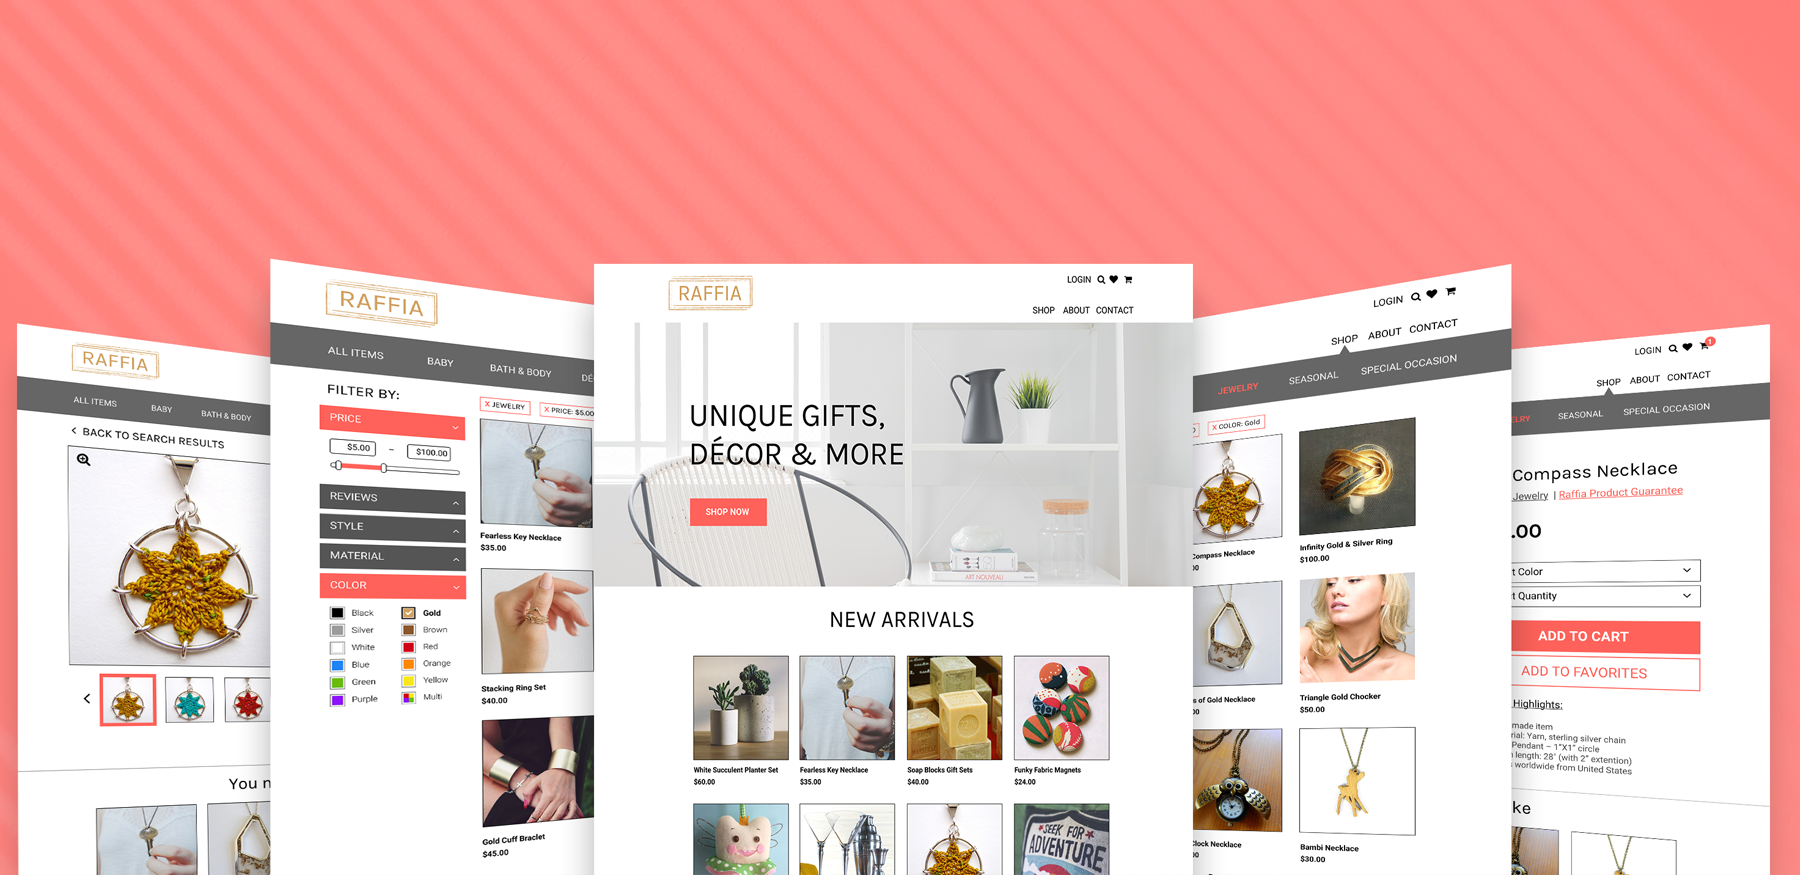 RAFFIA
ALL ITEMS
BABY
BATH & BODY
BACK TO SEARCH RESULTS
You
RAFFIA
ALL ITEMS
BABY
BATH & BODY
FILTER BY:
PRICE
$5.00 – $100.00
REVIEWS
STYLE
MATERIAL
COLOR
Black
Gold
Silver
Brown
White
Red
Blue
Orange
Green
Yellow
Purple
Multi
X JEWELRY
X PRICE: $5.00
Fearless Key Necklace
$35.00
Stacking Ring Set
$40.00
Gold Cuff Braclet
$45.00
RAFFIA
LOGIN
SHOP ABOUT CONTACT
UNIQUE GIFTS,
DÉCOR & MORE
SHOP NOW
ART NOUVEAU
NEW ARRIVALS
White Succulent Planter Set
$60.00
Fearless Key Necklace
$35.00
Soap Blocks Gift Sets
$40.00
Funky Fabric Magnets
$24.00
SEEK FOR
ADVENTURE
LOGIN
SHOP ABOUT CONTACT
JEWELRY
SEASONAL
SPECIAL OCCASION
X COLOR: Gold
Compass Necklace
Infinity Gold & Silver Ring
$100.00
of Gold Necklace
Triangle Gold Chocker
$50.00
Clock Necklace
Bambi Necklace
$30.00
LOGIN
1
SHOP ABOUT CONTACT
SEASONAL
SPECIAL OCCASION
Compass Necklace
Jewelry | Raffia Product Guarantee
.00
Color
Quantity
ADD TO CART
ADD TO FAVORITES
Highlights:
made item
Yarn, sterling silver chain
Pendant – 1"X1" circle
length: 28" (with 2" extention)
worldwide from United States
ke